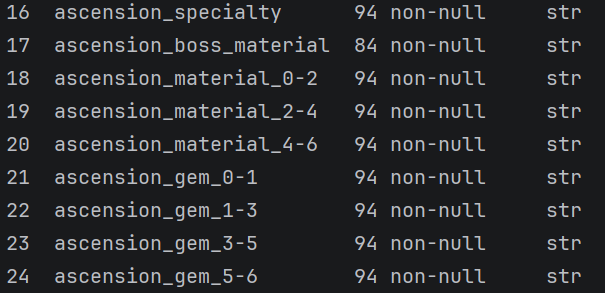 16 ascension_specialty 94 non-null str
17 ascension_boss_material 84 non-null str
18 ascension_material_0-2 94 non-null str
19 ascension_material_2-4 94 non-null str
20 ascension_material_4-6 94 non-null str
21 ascension_gem_0-1 94 non-null str
22 ascension_gem_1-3 94 non-null str
23 ascension_gem_3-5 94 non-null str
24 ascension_gem_5-6 94 non-null str